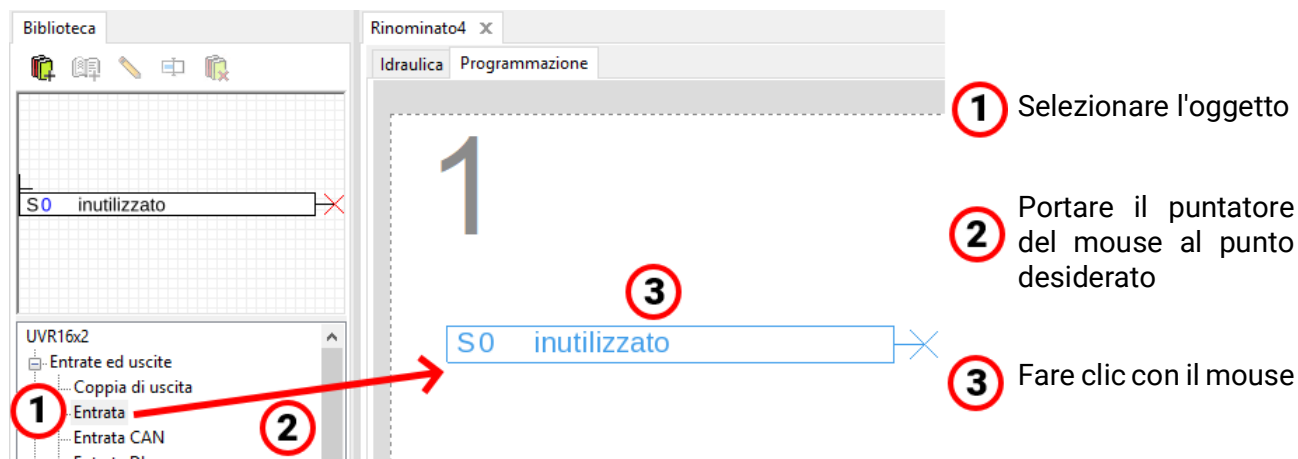 Biblioteca
Rinominato4 x
Idraulica Programmazione
1
S 0 inutilizzato
3
S 0 inutilizzato
UVR16x2
Entrate ed uscite
Coppia di uscita
1 Entrata
2
Entrata CAN
1 Selezionare l'oggetto
2 Portare il puntatore
del mouse al punto
desiderato
3 Fare clic con il mouse